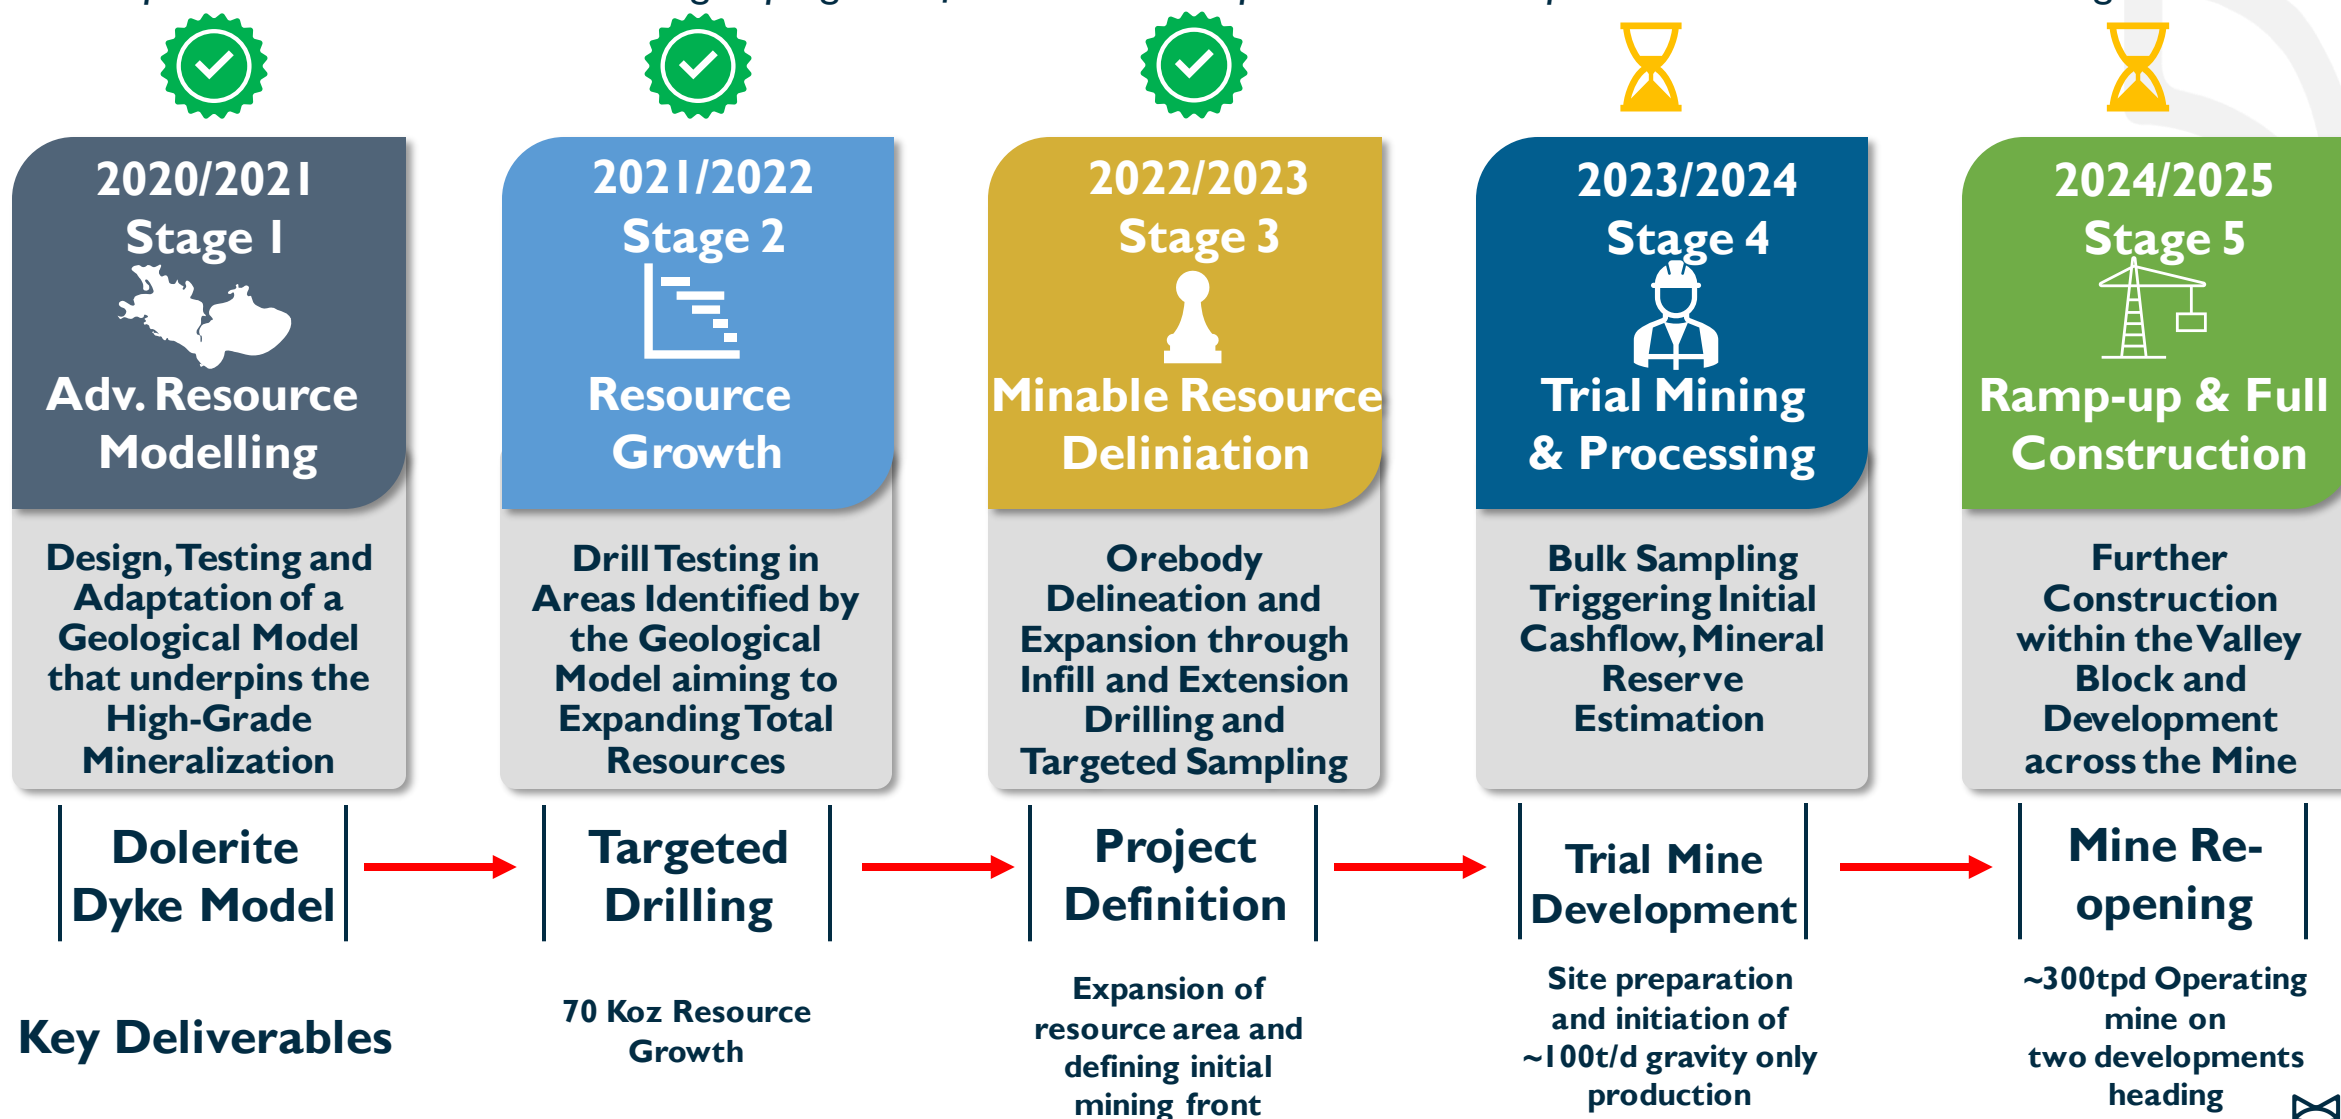 2020/2021
Stage 1
Adv. Resource
Modelling
Design, Testing and
Adaptation of a
Geological Model
that underpins the
High-Grade
Mineralization
Dolerite
Dyke Model
2021/2022
Stage 2
Resource
Growth
Drill Testing in
Areas Identified by
the Geological
Model aiming to
Expanding Total
Resources
Targeted
Drilling
2022/2023
Stage 3
Minable Resource
Deliniation
Orebody
Delineation and
Expansion through
Infill and Extension
Drilling and
Targeted Sampling
Project
Definition
2023/2024
Stage 4
Trial Mining
& Processing
Bulk Sampling
Triggering Initial
Cashflow, Mineral
Reserve
Estimation
Trial Mine
Development
2024/2025
Stage 5
Ramp-up & Full
Construction
Further
Construction
within the Valley
Block and
Development
across the Mine
Mine Re-
opening
Key Deliverables
70 Koz Resource
Growth
Expansion of
resource area and
defining initial
mining front
Site preparation
and initiation of
~100t/d gravity only
production
~300tpd Operating
mine on
two developments
heading